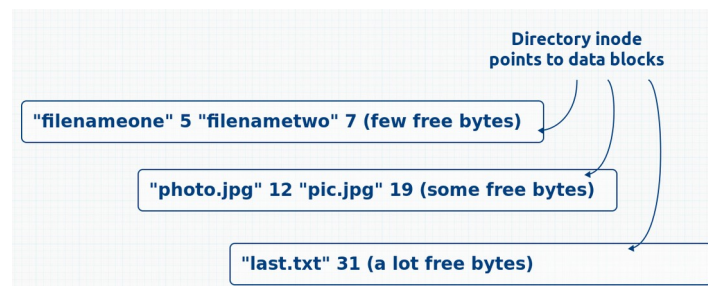 Directory inode
points to data blocks
"filenameone" 5 "filenametwo" 7 (few free bytes)
"photo.jpg" 12 "pic.jpg" 19 (some free bytes)
"last.txt" 31 (a lot free bytes)